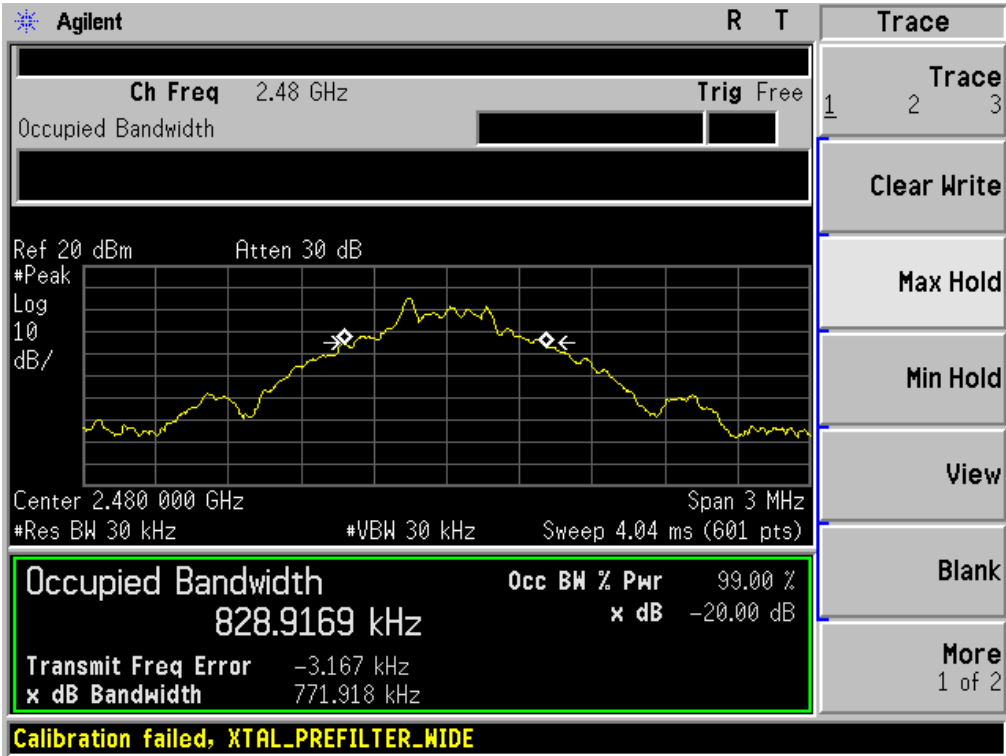 Agilent R T
Ch Freq 2.48 GHz Trig Free
Occupied Bandwidth
Ref 20 dBm Atten 30 dB
#Peak
Log
10
dB/
Center 2.480 000 GHz Span 3 MHz
#Res BW 30 kHz #VBW 30 kHz Sweep 4.04 ms (601 pts)
Occupied Bandwidth Occ BW % Pwr 99.00 %
828.9169 kHz x dB -20.00 dB
Transmit Freq Error -3.167 kHz
x dB Bandwidth 771.918 kHz
Calibration failed, XTAL_PREFILTER_WIDE
Trace
Trace
1 2 3
Clear Write
Max Hold
Min Hold
View
Blank
More
1 of 2